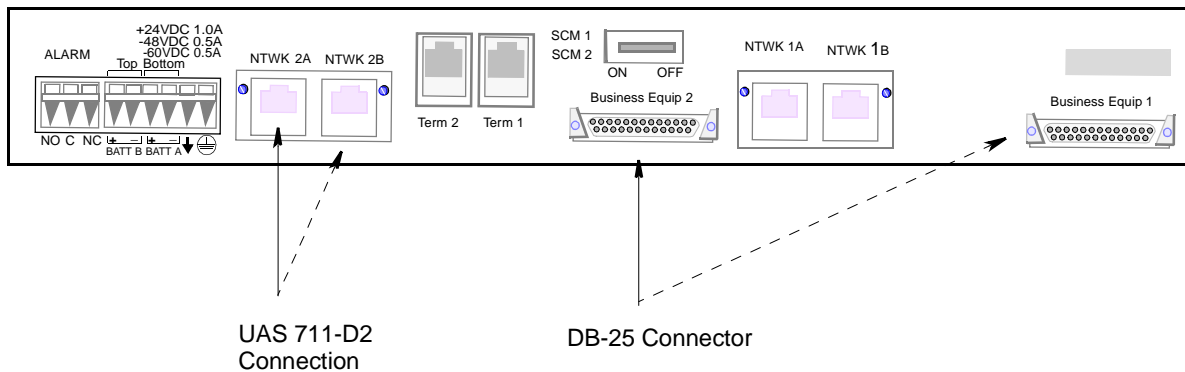 +24VDC 1.0A
-48VDC 0.5A
-60VDC 0.5A
ALARM
Top Bottom
NO C NC + - + -
BATT B BATT A
NTWK 2A NTWK 2B
Term 2 Term 1
SCM 1
SCM 2
ON OFF
Business Equip 2
NTWK 1A NTWK 1B
Business Equip 1
UAS 711-D2
Connection
DB-25 Connector